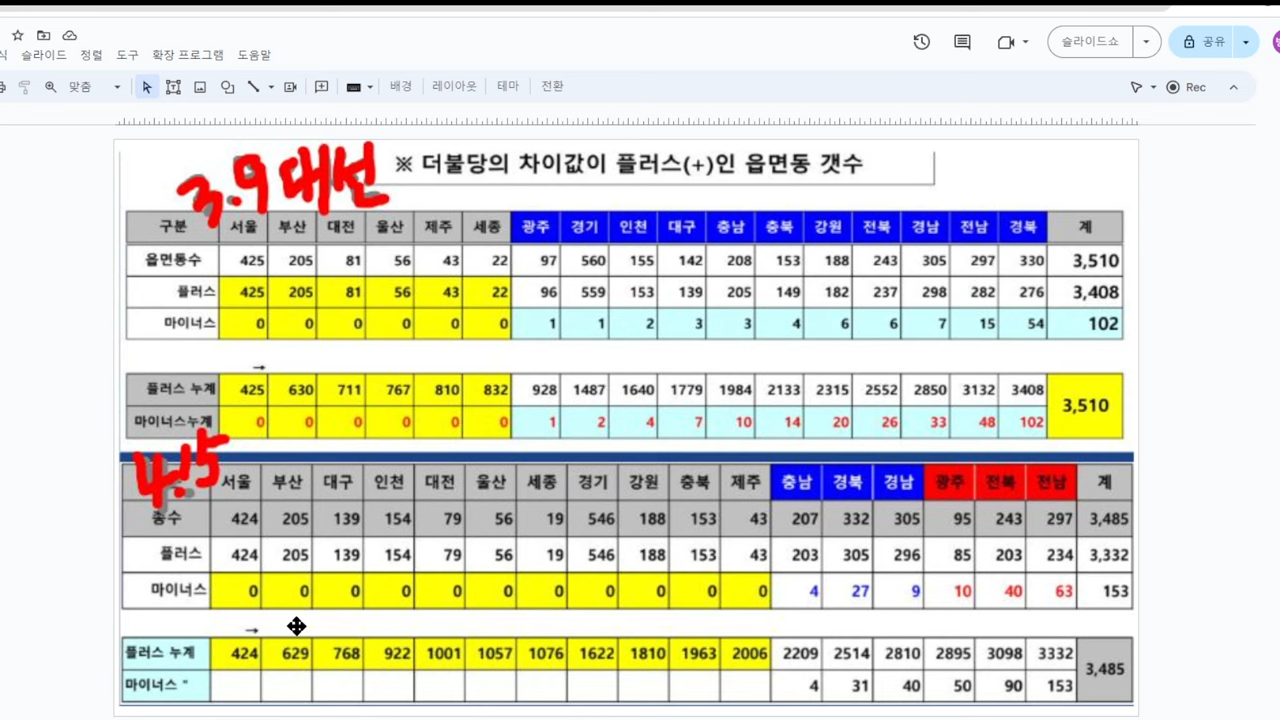 식 슬라이드 정렬 도구 확장 프로그램 도움말
슬라이드쇼 공유
맞춤 배경 레이아웃 테마 전환 Rec
3.9 대선
※ 더불당의 차이값이 플러스(+)인 읍면동 갯수
구분 서울 부산 대전 울산 제주 세종 광주 경기 인천 대구 충남 충북 강원 전북 경남 전남 경북 계
읍면동수 425 205 81 56 43 22 97 560 155 142 208 153 188 243 305 297 330 3,510
플러스 425 205 81 56 43 22 96 559 153 139 205 149 182 237 298 282 276 3,408
마이너스 0 0 0 0 0 0 1 1 2 3 3 4 6 6 7 15 54 102
→
플러스 누계 425 630 711 767 810 832 928 1487 1640 1779 1984 2133 2315 2552 2850 3132 3408 3,510
마이너스누계 0 0 0 0 0 0 1 2 4 7 10 14 20 26 33 48 102
4.15
서울 부산 대구 인천 대전 울산 세종 경기 강원 충북 제주 충남 경북 경남 광주 전북 전남 계
총수 424 205 139 154 79 56 19 546 188 153 43 207 332 305 95 243 297 3,485
플러스 424 205 139 154 79 56 19 546 188 153 43 203 305 296 85 203 234 3,332
마이너스 0 0 0 0 0 0 0 0 0 0 0 4 27 9 10 40 63 153
→
플러스 누계 424 629 768 922 1001 1057 1076 1622 1810 1963 2006 2209 2514 2810 2895 3098 3332 3,485
마이너스 " 4 31 40 50 90 153